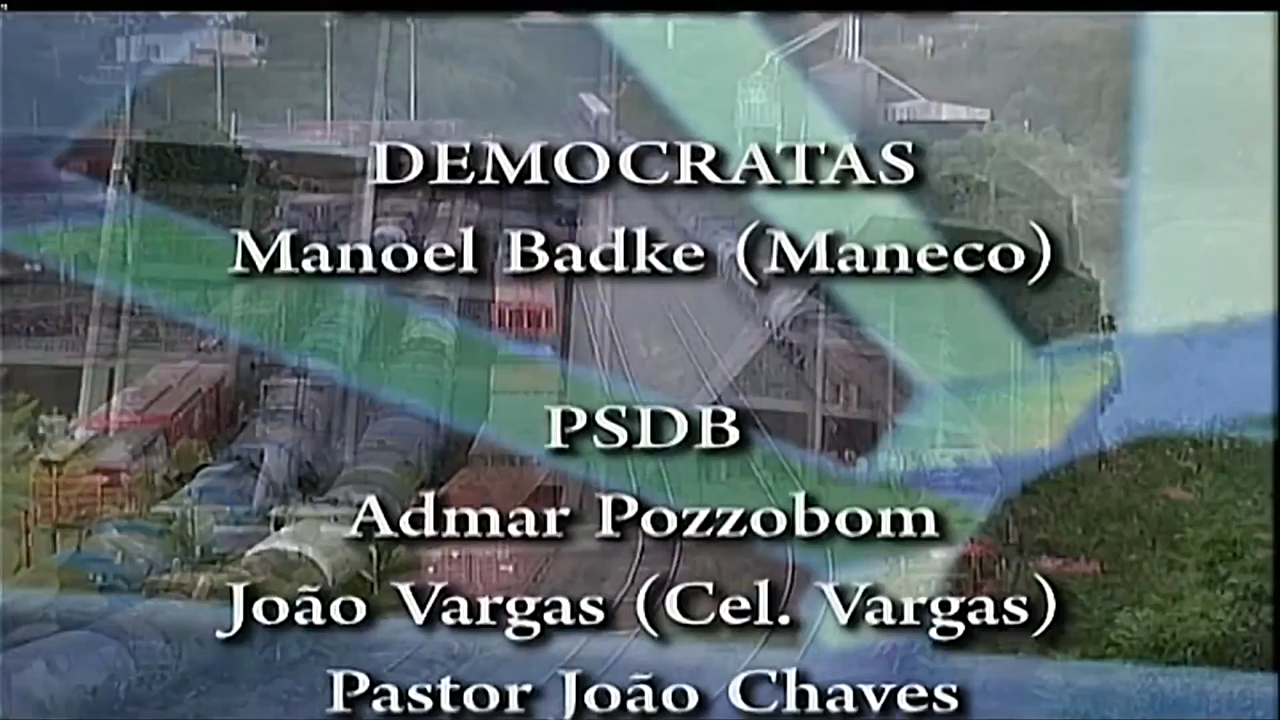 DEMOCRATAS
Manoel Badke (Maneco)
PSDB
Admar Pozzobom
João Vargas (Cel. Vargas)
Pastor João Chaves